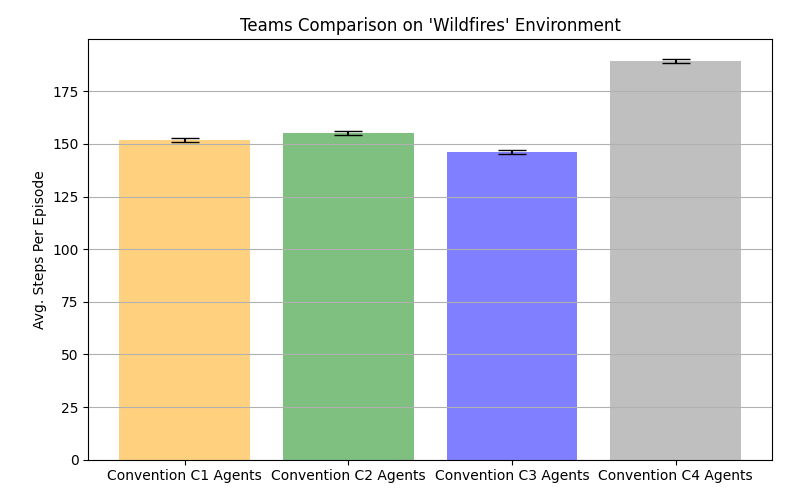 Teams Comparison on 'Wildfires' Environment
Avg. Steps Per Episode
175
150
125
100
75
50
25
0
Convention C1 Agents Convention C2 Agents Convention C3 Agents Convention C4 Agents